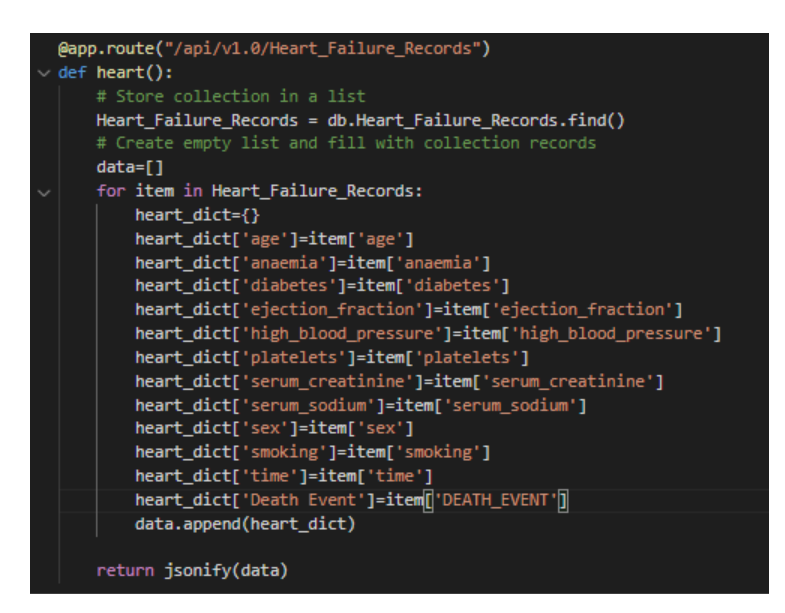 @app.route("/api/v1.0/Heart_Failure_Records")
def heart():
    # Store collection in a list
    Heart_Failure_Records = db.Heart_Failure_Records.find()
    # Create empty list and fill with collection records
    data=[]
    for item in Heart_Failure_Records:
        heart_dict={}
        heart_dict['age']=item['age']
        heart_dict['anaemia']=item['anaemia']
        heart_dict['diabetes']=item['diabetes']
        heart_dict['ejection_fraction']=item['ejection_fraction']
        heart_dict['high_blood_pressure']=item['high_blood_pressure']
        heart_dict['platelets']=item['platelets']
        heart_dict['serum_creatinine']=item['serum_creatinine']
        heart_dict['serum_sodium']=item['serum_sodium']
        heart_dict['sex']=item['sex']
        heart_dict['smoking']=item['smoking']
        heart_dict['time']=item['time']
        heart_dict['Death Event']=item['DEATH_EVENT']
        data.append(heart_dict)

    return jsonify(data)